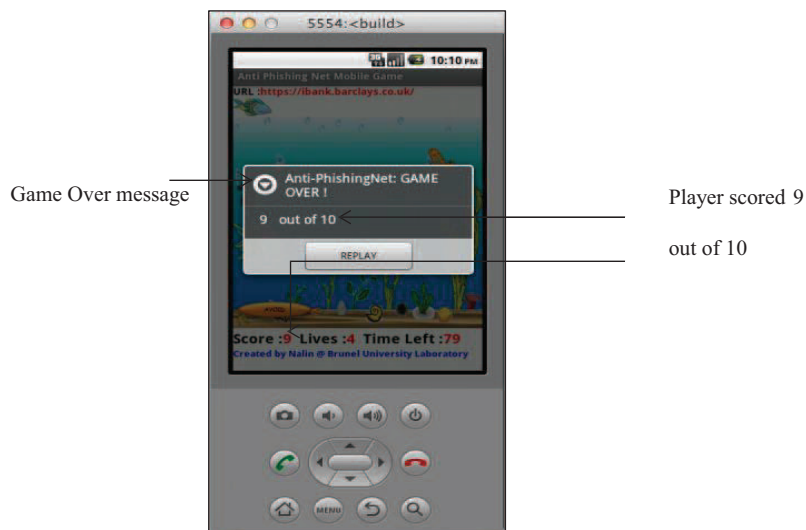 5554:<build>
3G 10:10 PM
Anti Phishing Net Mobile Game
URL :https://ibank.barclays.co.uk/
Anti-PhishingNet: GAME
OVER !
9 out of 10
REPLAY
Score :9 Lives :4 Time Left :79
Created by Nalin @ Brunel University Laboratory
MENU
Game Over message
Player scored 9
out of 10